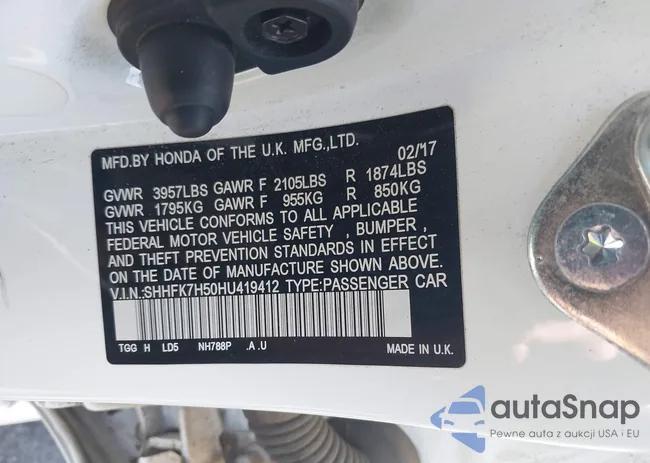 MFD.BY HONDA OF THE U.K. MFG.,LTD. 02/17
GVWR 3957LBS GAWR F 2105LBS R 1874LBS
GVWR 1795KG GAWR F 955KG R 850KG
THIS VEHICLE CONFORMS TO ALL APPLICABLE
FEDERAL MOTOR VEHICLE SAFETY , BUMPER ,
AND THEFT PREVENTION STANDARDS IN EFFECT
ON THE DATE OF MANUFACTURE SHOWN ABOVE.
V.I.N.:SHHFK7H50HU419412 TYPE:PASSENGER CAR
TGG H LD5 NH788P .A .U MADE IN U.K.
autaSnap
Pewne auta z aukcji USA i EU